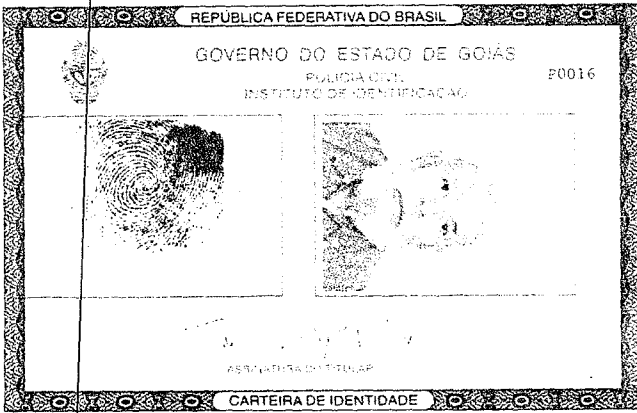 REPÚBLICA FEDERATIVA DO BRASIL
GOVERNO DO ESTADO DE GOIÁS
POLÍCIA CIVIL
P0016
INSTITUTO DE IDENTIFICAÇÃO
ASSINATURA DO TITULAR
CARTEIRA DE IDENTIDADE